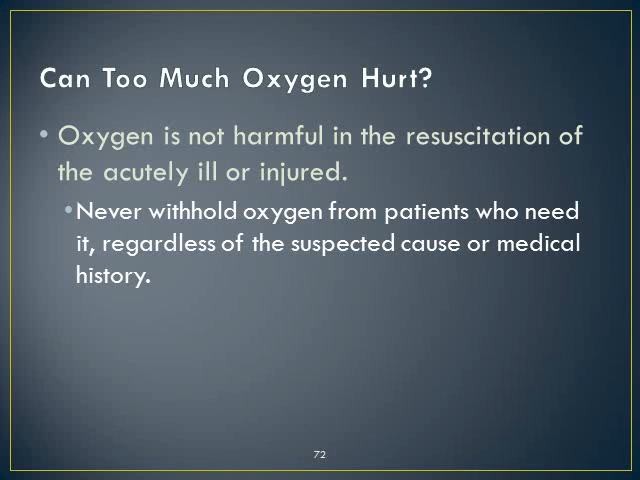 Can Too Much Oxygen Hurt?
• Oxygen is not harmful in the resuscitation of
the acutely ill or injured.
•Never withhold oxygen from patients who need
it, regardless of the suspected cause or medical
history.
72